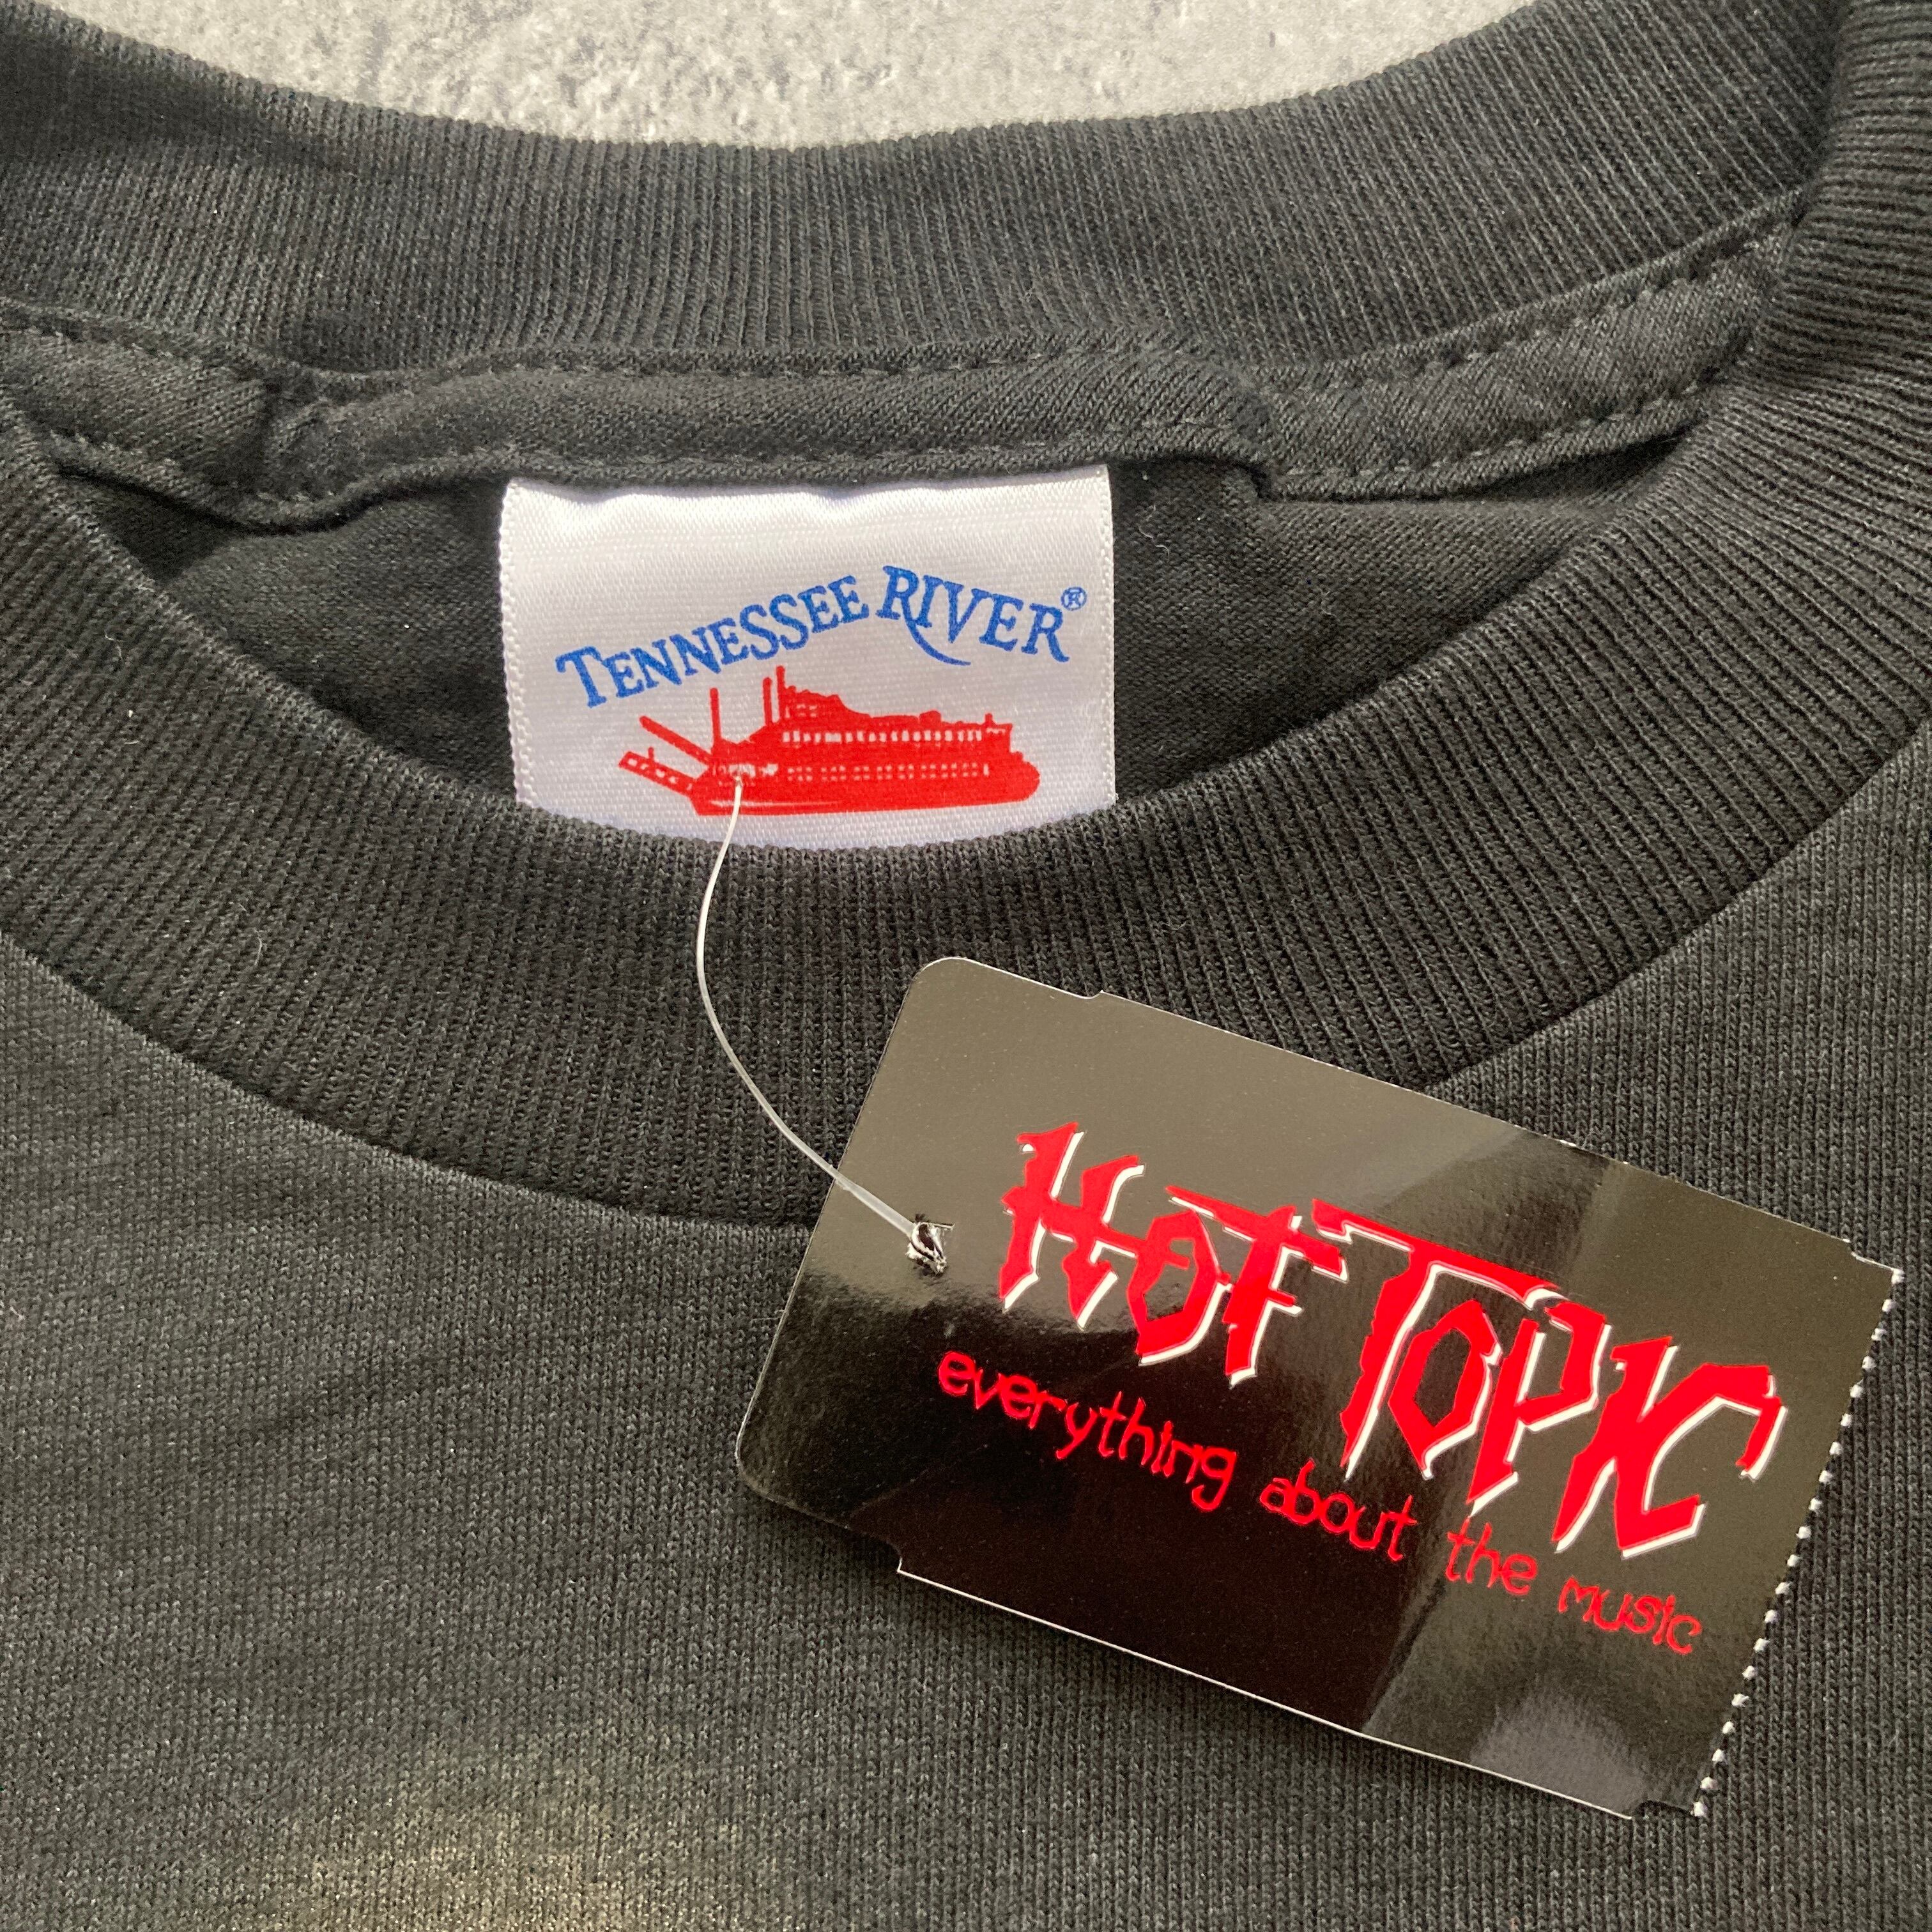 TENNESSEE RIVER®
HOT TOPIC
everything about the music